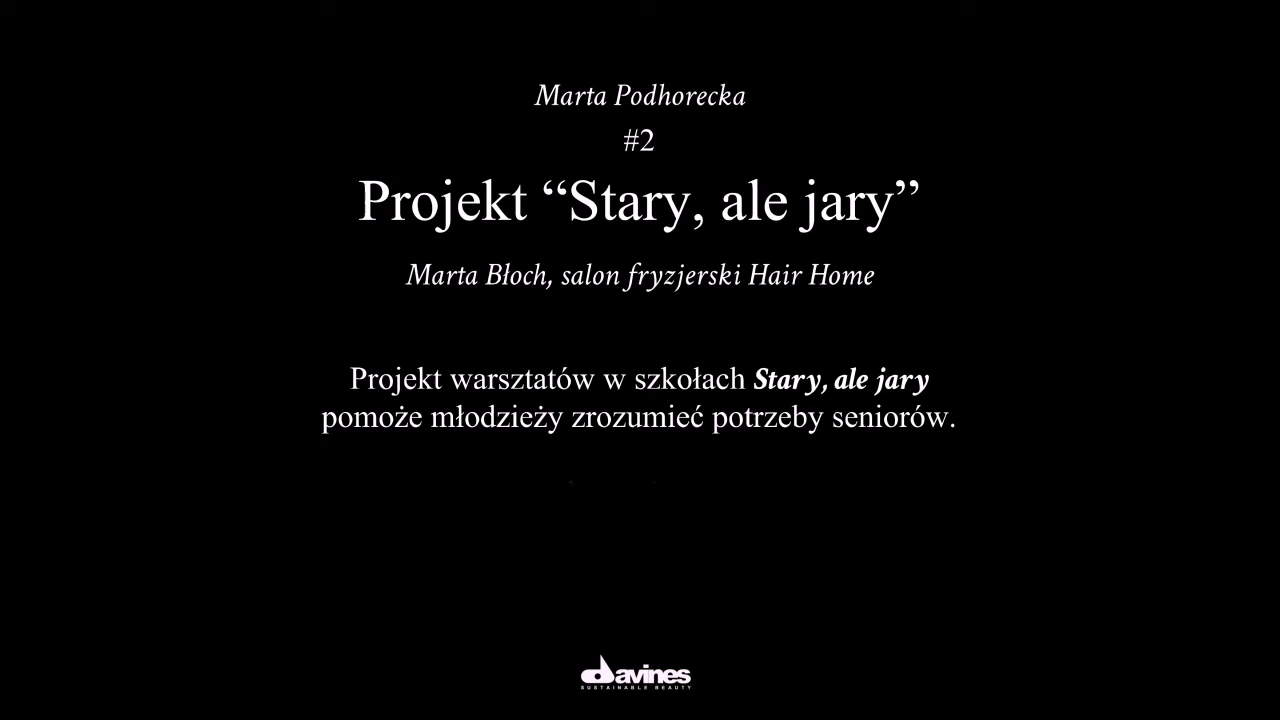 Marta Podhorecka
#2
Projekt “Stary, ale jary”
Marta Błoch, salon fryzjerski Hair Home
Projekt warsztatów w szkołach Stary, ale jary
pomoże młodzieży zrozumieć potrzeby seniorów.
davines
SUSTAINABLE BEAUTY